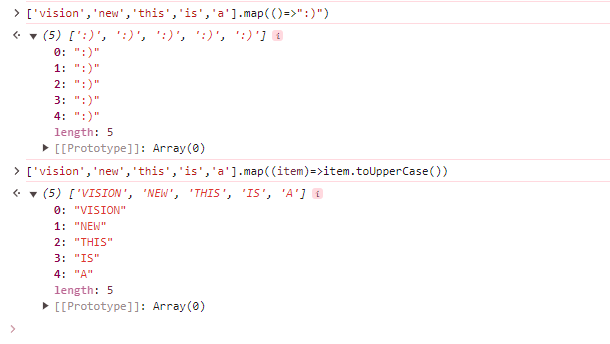 > ['vision','new','this','is','a'].map(()=>":)")
(5) [':)', ':)', ':)', ':)', ':)'] i
0: ":)"
1: ":)"
2: ":)"
3: ":)"
4: ":)"
length: 5
[[Prototype]]: Array(0)
> ['vision','new','this','is','a'].map((item)=>item.toUpperCase())
(5) ['VISION', 'NEW', 'THIS', 'IS', 'A'] i
0: "VISION"
1: "NEW"
2: "THIS"
3: "IS"
4: "A"
length: 5
[[Prototype]]: Array(0)
>